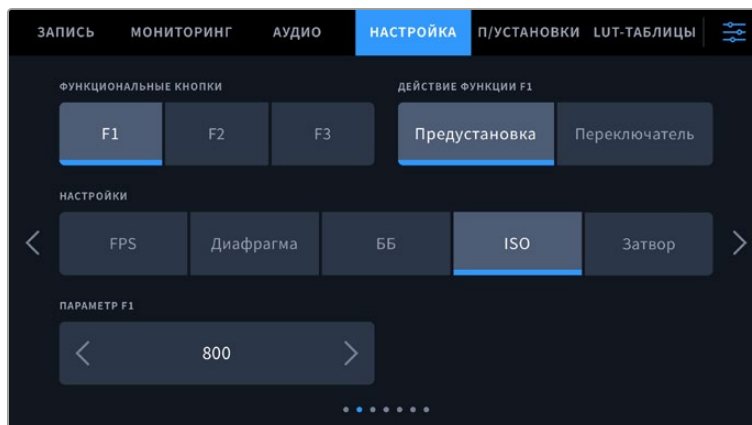 ЗАПИСЬ МОНИТОРИНГ АУДИО НАСТРОЙКА П/УСТАНОВКИ LUT-ТАБЛИЦЫ
ФУНКЦИОНАЛЬНЫЕ КНОПКИ ДЕЙСТВИЕ ФУНКЦИИ F1
F1 F2 F3 Предустановка Переключатель
НАСТРОЙКИ
FPS Диафрагма ББ ISO Затвор
ПАРАМЕТР F1
800